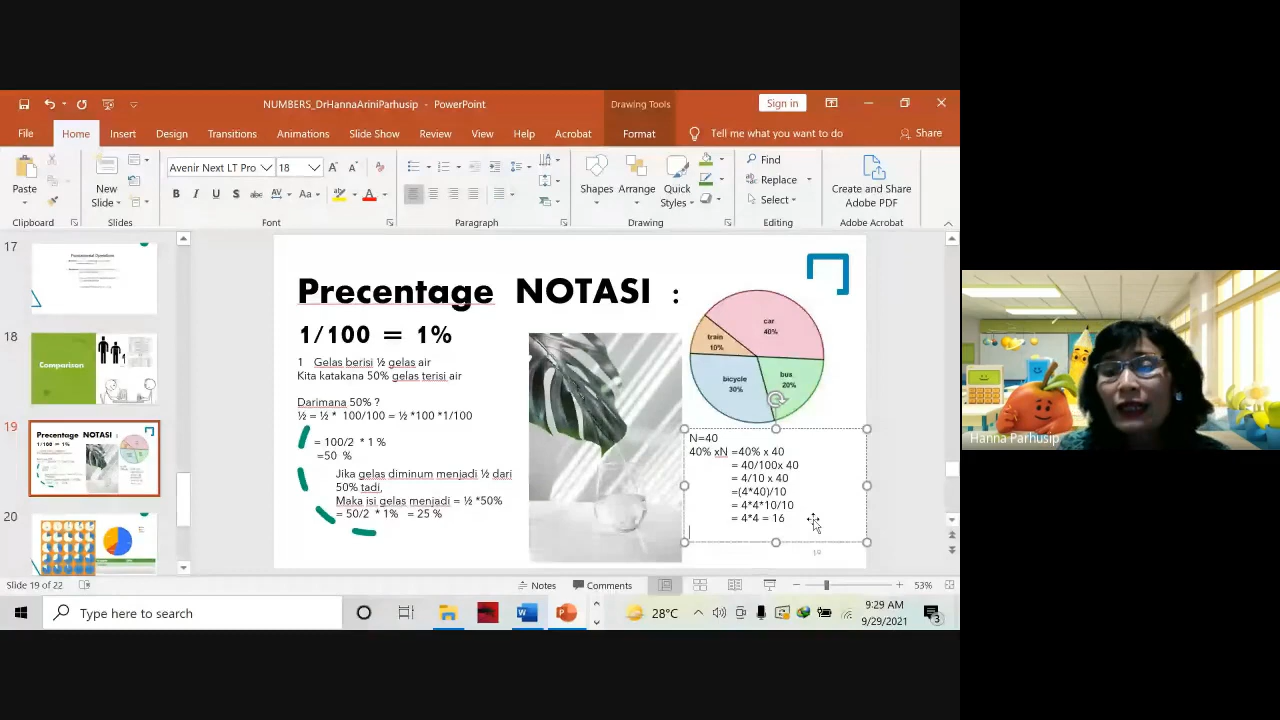 NUMBERS_DrHannaAriniParhusip - PowerPoint
Drawing Tools
Sign in
File Home Insert Design Transitions Animations Slide Show Review View Help Acrobat Format Tell me what you want to do Share
Paste
New Slide
Avenir Next LT Pro 18
B I U S abc AV Aa A
Shapes Arrange Quick Styles
Find
Replace
Select
Create and Share Adobe PDF
Clipboard Slides Font Paragraph Drawing Editing Adobe Acrobat
17
Fundamental Operations
18
Comparison
19
Precentage NOTASI :
1/100 = 1%
20
Precentage NOTASI :
1/100 = 1%
1 Gelas berisi ½ gelas air
Kita katakana 50% gelas terisi air
Darimana 50% ?
½ = ½ * 100/100 = ½ *100 *1/100
= 100/2 * 1 %
=50 %
Jika gelas diminum menjadi ½ dari
50% tadi,
Maka isi gelas menjadi = ½ *50%
= 50/2 * 1% = 25 %
car
40%
train
10%
bus
20%
bicycle
30%
N=40
40% xN =40% x 40
= 40/100x 40
= 4/10 x 40
=(4*40)/10
= 4*4*10/10
= 4*4 = 16
19
Hanna Parhusip
Slide 19 of 22
Notes Comments 53%
Type here to search
28°C
9:29 AM
9/29/2021
3